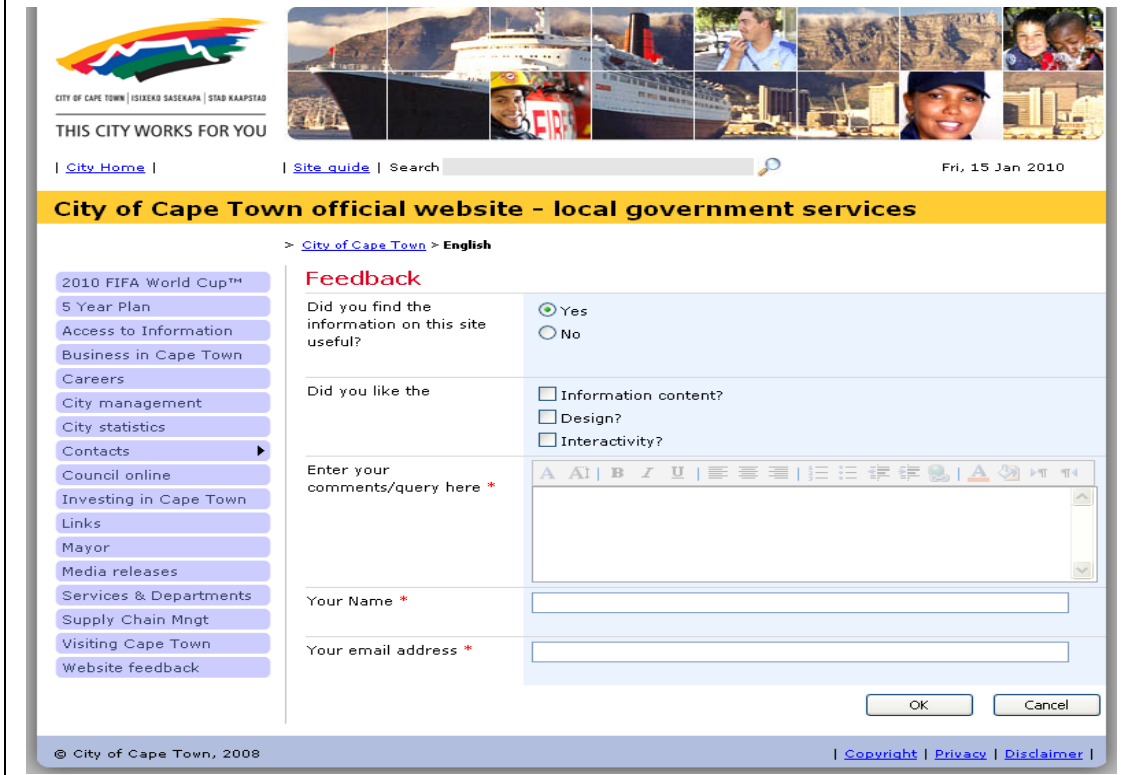 CITY OF CAPE TOWN | ISIXEKO SASEKAPA | STAD KAAPSTAD
THIS CITY WORKS FOR YOU
FIRE
| City Home |
| Site guide | Search
Fri, 15 Jan 2010
City of Cape Town official website - local government services
> City of Cape Town > English
2010 FIFA World Cup™
5 Year Plan
Access to Information
Business in Cape Town
Careers
City management
City statistics
Contacts
Council online
Investing in Cape Town
Links
Mayor
Media releases
Services & Departments
Supply Chain Mngt
Visiting Cape Town
Website feedback
Feedback
Did you find the
information on this site
useful?
Yes
No
Did you like the
Information content?
Design?
Interactivity?
Enter your
comments/query here *
A A | B I U | A
Your Name *
Your email address *
OK
Cancel
© City of Cape Town, 2008
| Copyright | Privacy | Disclaimer |